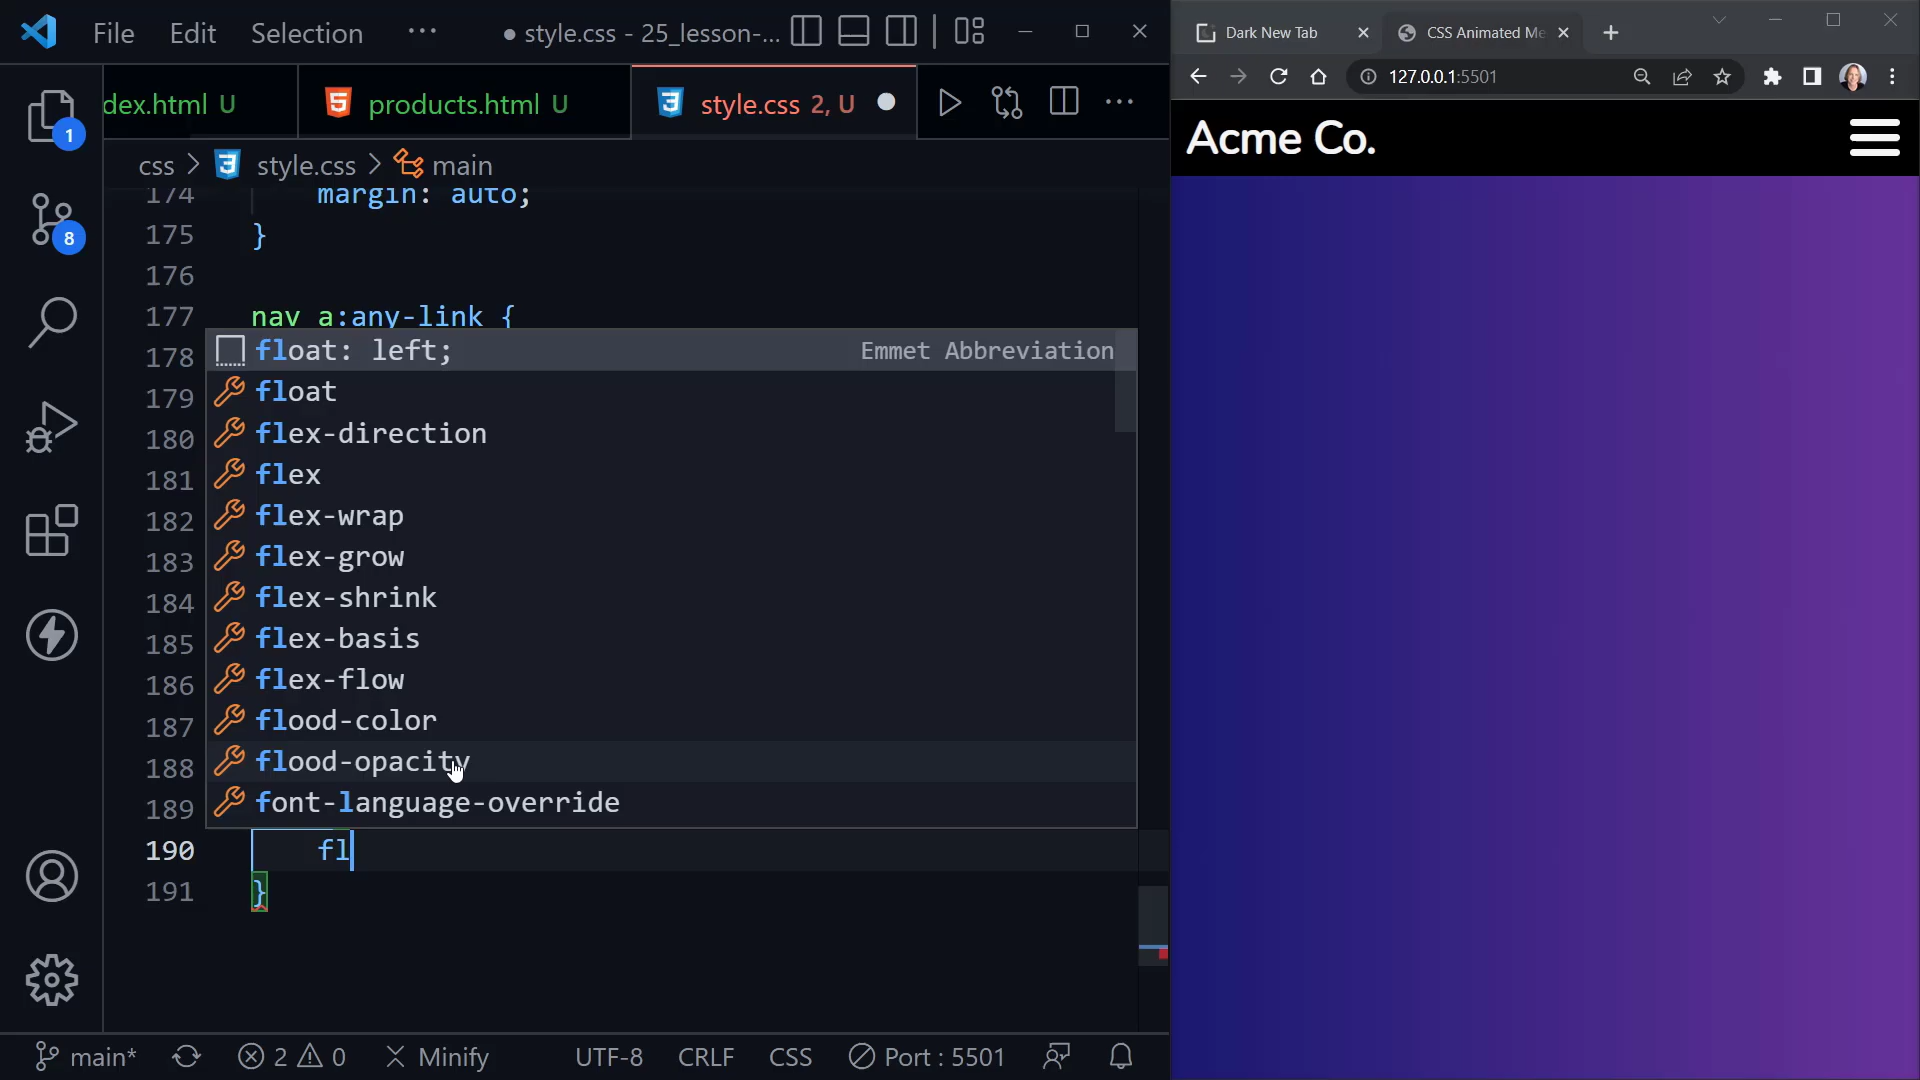 File Edit Selection ··· ● style.css - 25_lesson-...
dex.html U products.html U style.css 2, U ●
css > style.css > main
174 margin: auto;
175 }
176
177 nav a:any-link {
178 float: left; Emmet Abbreviation
179 float
180 flex-direction
181 flex
182 flex-wrap
183 flex-grow
184 flex-shrink
185 flex-basis
186 flex-flow
187 flood-color
188 flood-opacity
189 font-language-override
190 fl
191 }
1
8
main* 2 0 Minify UTF-8 CRLF CSS Port : 5501
Dark New Tab CSS Animated Me
127.0.0.1:5501
Acme Co.